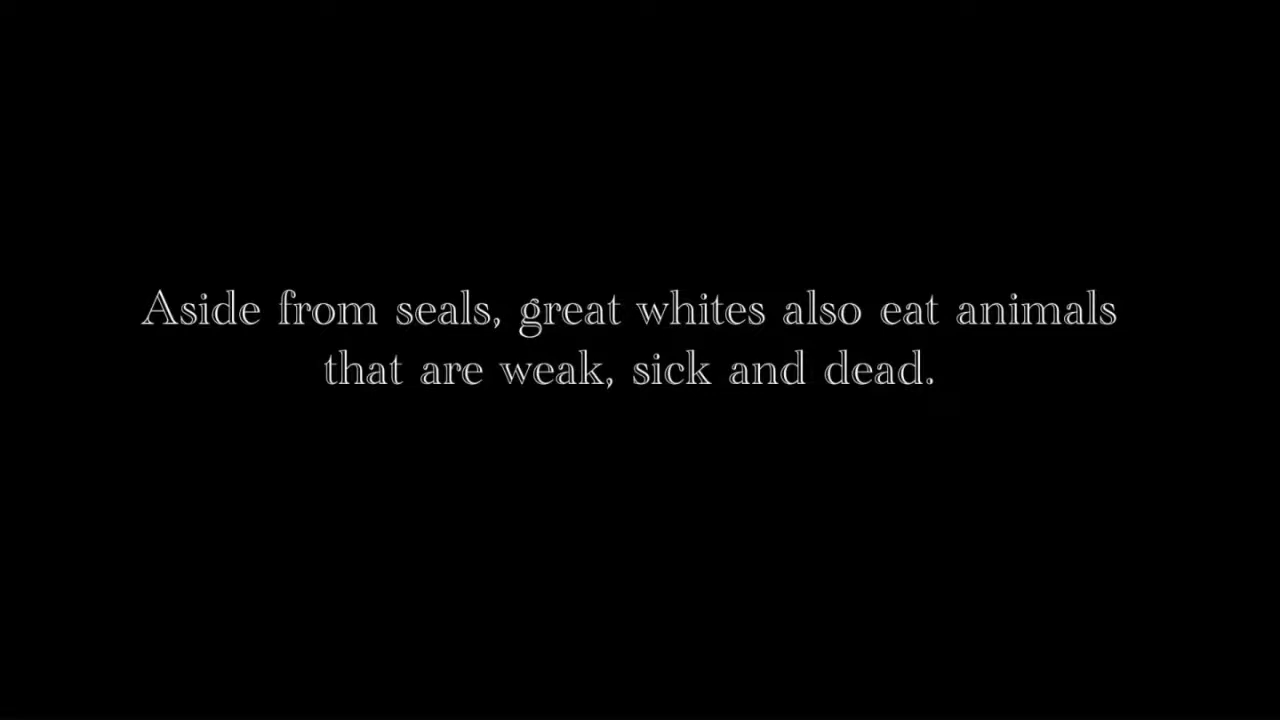 Aside from seals, great whites also eat animals
that are weak, sick and dead.